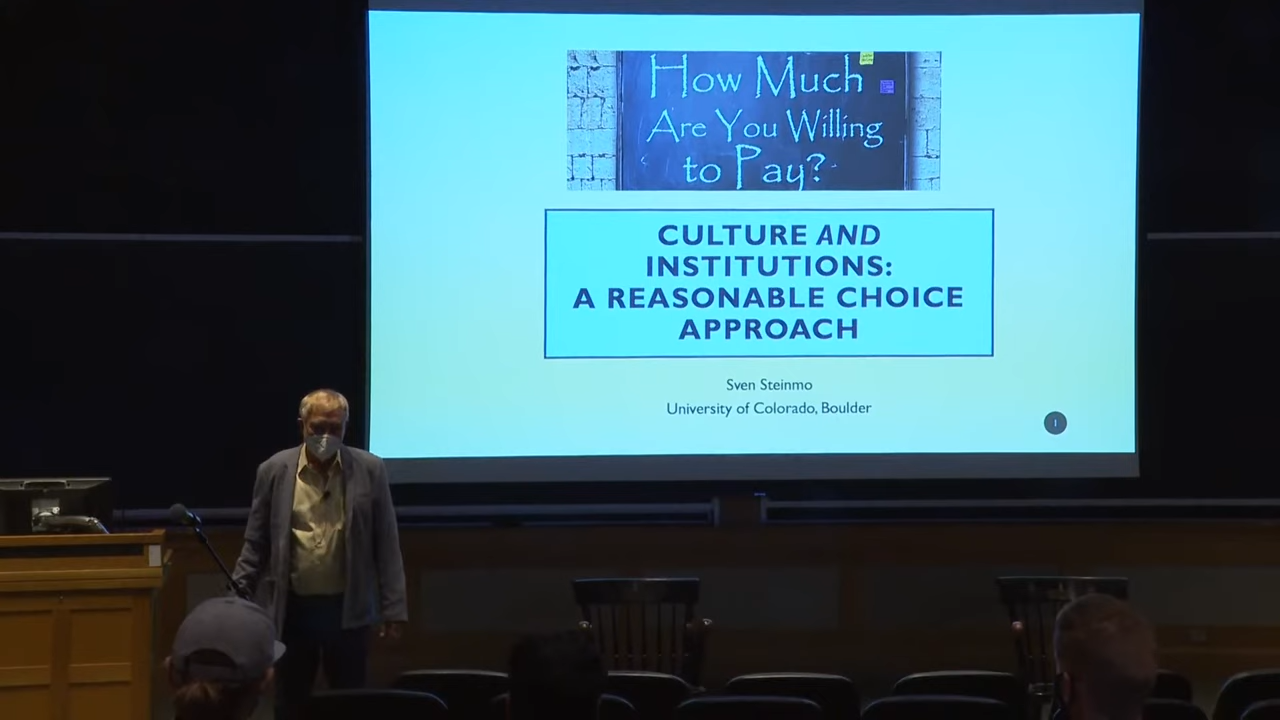 How Much
Are You Willing
to Pay?
CULTURE AND
INSTITUTIONS:
A REASONABLE CHOICE
APPROACH
Sven Steinmo
University of Colorado, Boulder
1